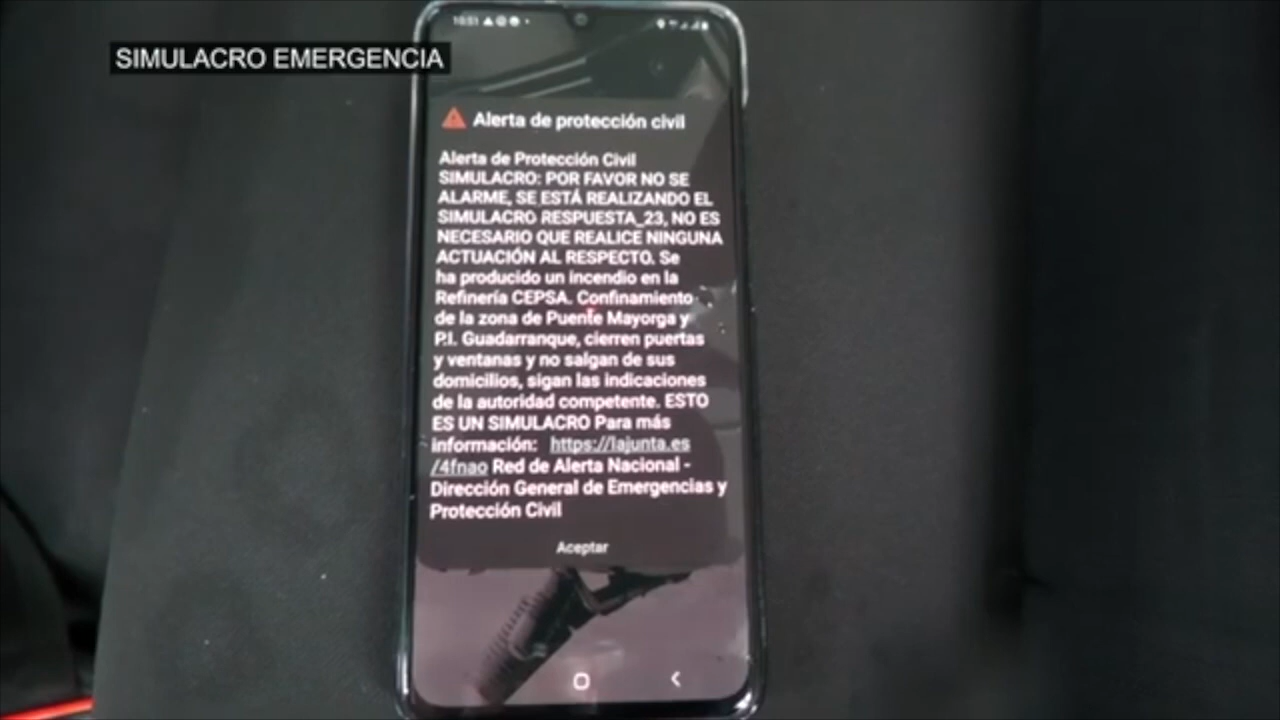 10:51
SIMULACRO EMERGENCIA
Alerta de protección civil
Alerta de Protección Civil
SIMULACRO: POR FAVOR NO SE
ALARME, SE ESTÁ REALIZANDO EL
SIMULACRO RESPUESTA_23, NO ES
NECESARIO QUE REALICE NINGUNA
ACTUACIÓN AL RESPECTO. Se
ha producido un incendio en la
Refinería CEPSA. Confinamiento
de la zona de Puente Mayorga y
P.I. Guadarranque, cierren puertas
y ventanas y no salgan de sus
domicilios, sigan las indicaciones
de la autoridad competente. ESTO
ES UN SIMULACRO Para más
información: https://lajunta.es
/4fnao Red de Alerta Nacional -
Dirección General de Emergencias y
Protección Civil
Aceptar